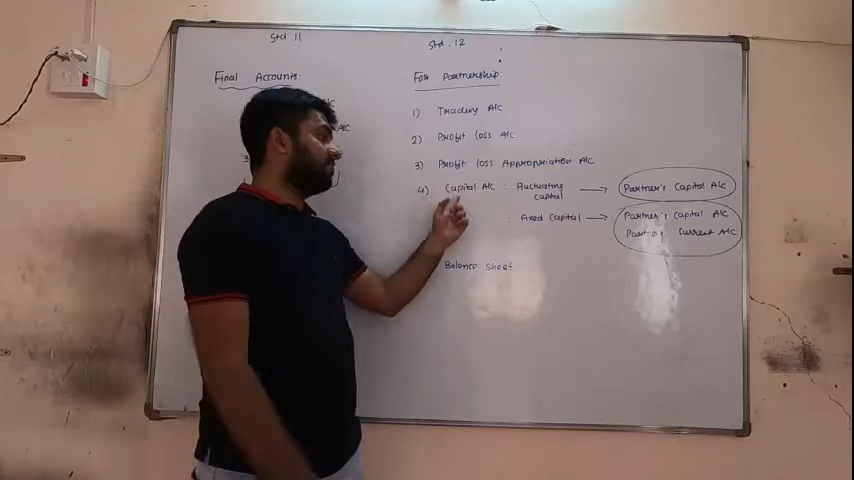 Std. 11
Final Accounts:
A/c
A/C
3
Std. 12
For Partnership:
1) Trading A/c
2) Profit loss A/c
3) Profit loss Appropriation A/c
4) Capital A/c : Fluctuating capital → Partner's Capital A/c
: Fixed Capital → Partner's Capital A/c
Partner's Current A/c
Balance Sheet